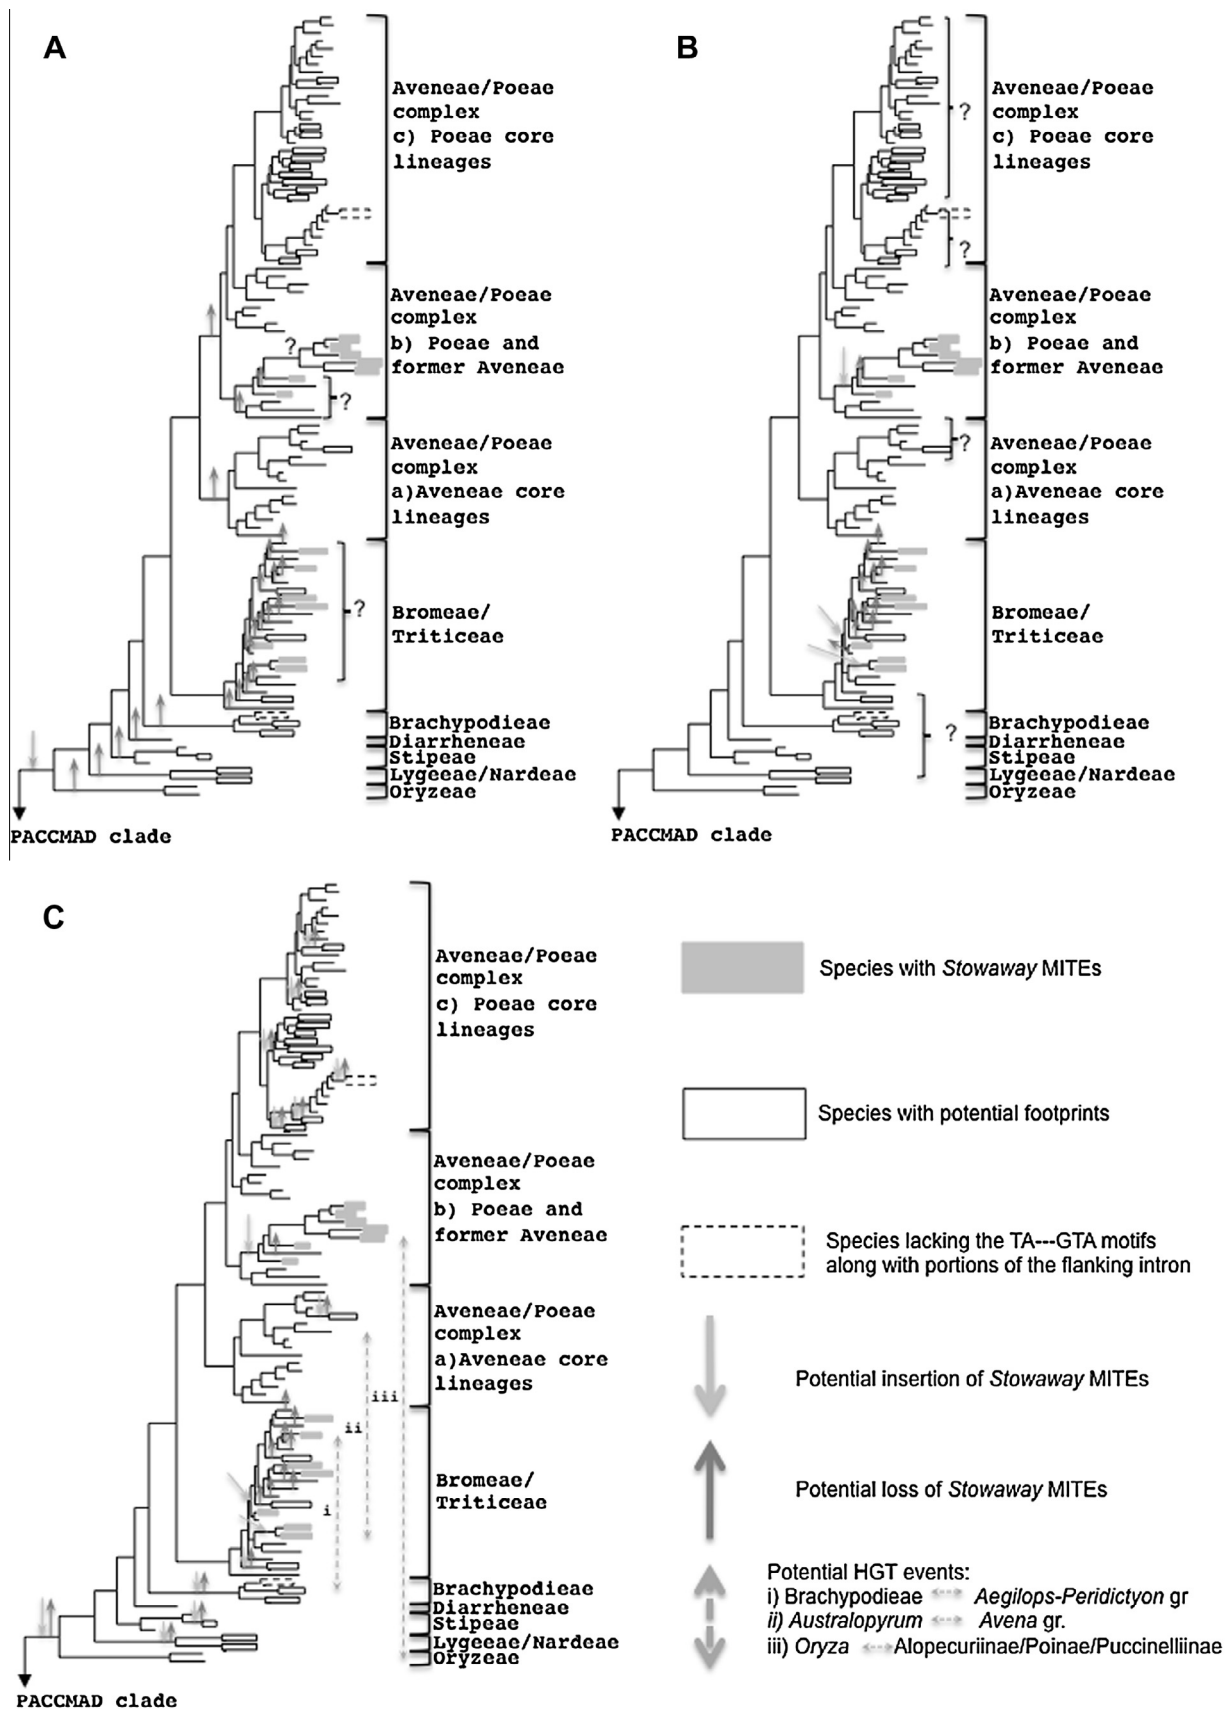 A
Aveneae/Poeae
complex
c) Poeae core
lineages
Aveneae/Poeae
complex
b) Poeae and
former Aveneae
?
?
Aveneae/Poeae
complex
a)Aveneae core
lineages
?
Bromeae/
Triticeae
Brachypodieae
Diarrheneae
Stipeae
Lygeeae/Nardeae
Oryzeae
PACCMAD clade
B
Aveneae/Poeae
complex
c) Poeae core
lineages
?
?
Aveneae/Poeae
complex
b) Poeae and
former Aveneae
Aveneae/Poeae
complex
a)Aveneae core
lineages
?
Bromeae/
Triticeae
?
Brachypodieae
Diarrheneae
Stipeae
Lygeeae/Nardeae
Oryzeae
PACCMAD clade
C
Aveneae/Poeae
complex
c) Poeae core
lineages
Aveneae/Poeae
complex
b) Poeae and
former Aveneae
Aveneae/Poeae
complex
a)Aveneae core
lineages
iii
ii
i
Bromeae/
Triticeae
Brachypodieae
Diarrheneae
Stipeae
Lygeeae/Nardeae
Oryzeae
PACCMAD clade
Species with Stowaway MITEs
Species with potential footprints
Species lacking the TA---GTA motifs
along with portions of the flanking intron
Potential insertion of Stowaway MITEs
Potential loss of Stowaway MITEs
Potential HGT events:
i) Brachypodieae Aegilops-Peridictyon gr
ii) Australopyrum Avena gr.
iii) Oryza Alopecuriinae/Poinae/Puccinelliinae